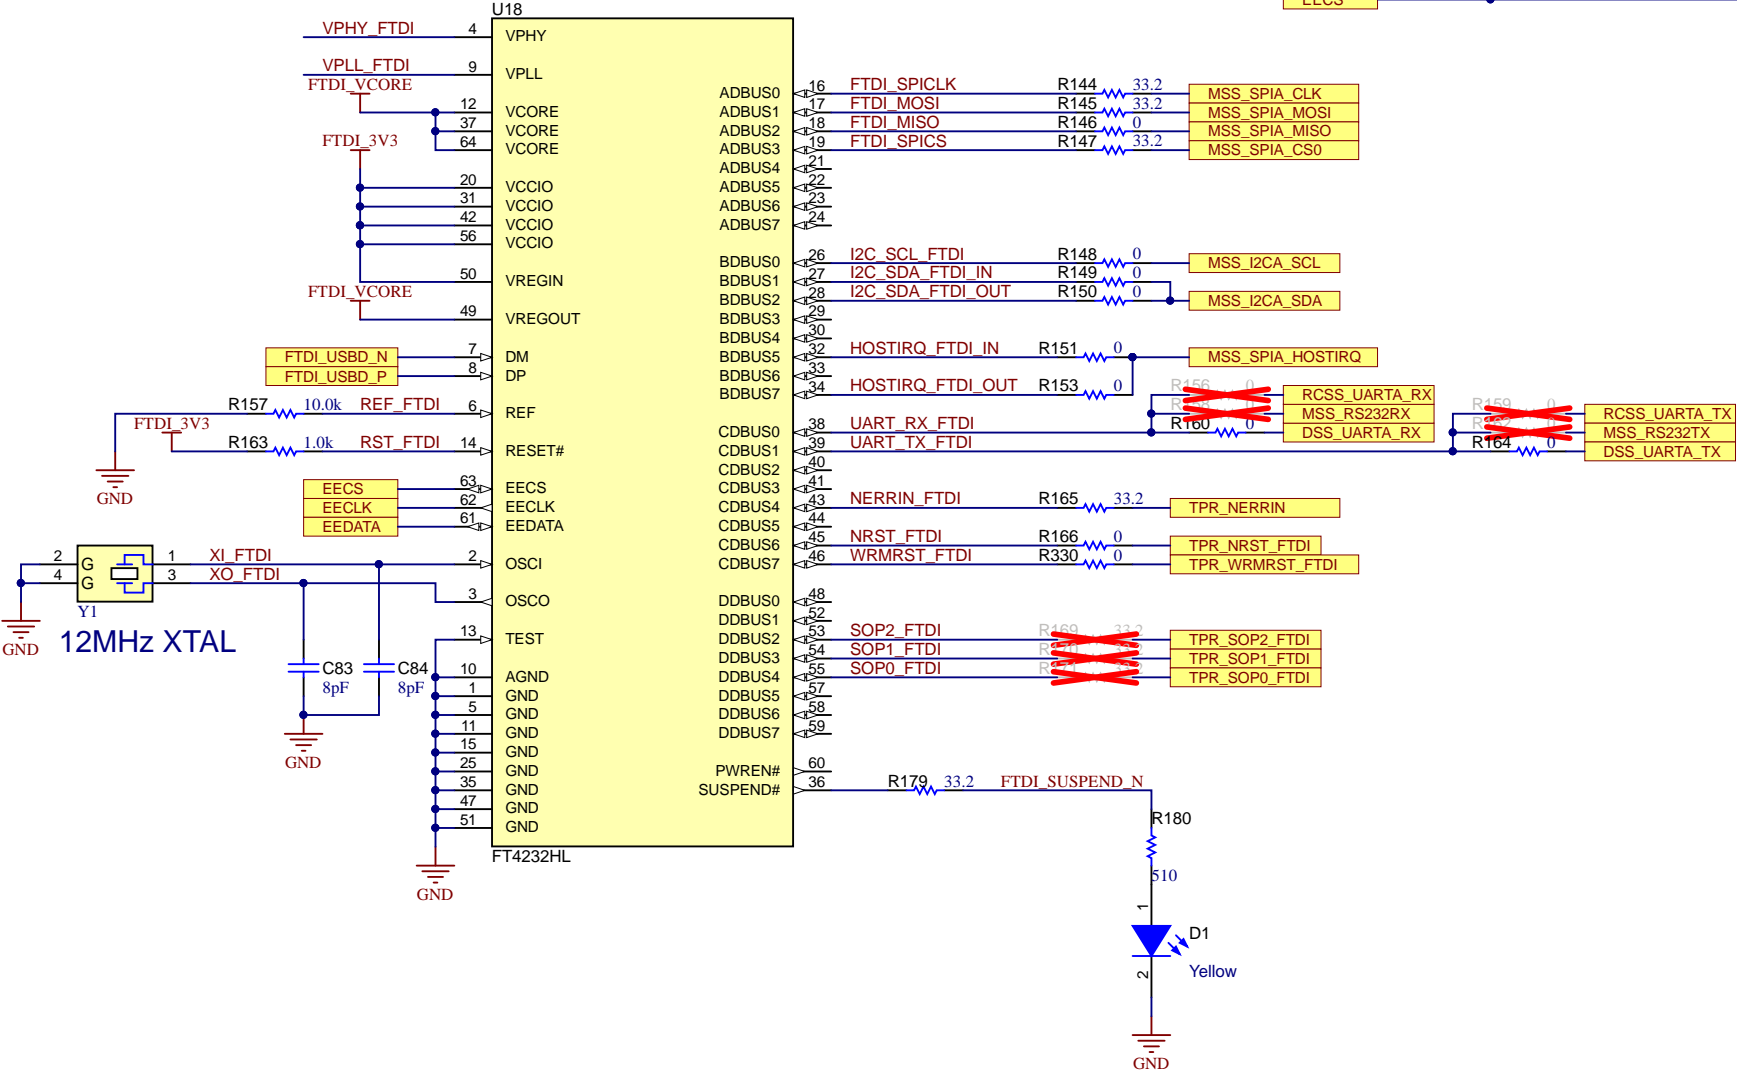 EECS
U18
VPHY_FTDI 4 VPHY
VPLL_FTDI 9 VPLL
FTDI_VCORE
12 VCORE
37 VCORE
64 VCORE
FTDI_3V3
20 VCCIO
31 VCCIO
42 VCCIO
56 VCCIO
50 VREGIN
FTDI_VCORE
49 VREGOUT
FTDI_USBD_N 7 DM
FTDI_USBD_P 8 DP
R157 10.0k REF_FTDI 6 REF
FTDI_3V3
R163 1.0k RST_FTDI 14 RESET#
GND
EECS 63 EECS
EECLK 62 EECLK
EEDATA 61 EEDATA
2 G 1 XI_FTDI 2 OSCI
4 G 3 XO_FTDI 3 OSCO
Y1
12MHz XTAL
GND
C83 8pF
C84 8pF
GND
13 TEST
10 AGND
1 GND
5 GND
11 GND
15 GND
25 GND
35 GND
47 GND
51 GND
GND
FT4232HL
ADBUS0 16 FTDI_SPICLK R144 33.2 MSS_SPIA_CLK
ADBUS1 17 FTDI_MOSI R145 33.2 MSS_SPIA_MOSI
ADBUS2 18 FTDI_MISO R146 0 MSS_SPIA_MISO
ADBUS3 19 FTDI_SPICS R147 33.2 MSS_SPIA_CS0
ADBUS4 21
ADBUS5 22
ADBUS6 23
ADBUS7 24
BDBUS0 26 I2C_SCL_FTDI R148 0 MSS_I2CA_SCL
BDBUS1 27 I2C_SDA_FTDI_IN R149 0
BDBUS2 28 I2C_SDA_FTDI_OUT R150 0 MSS_I2CA_SDA
BDBUS3 29
BDBUS4 30
BDBUS5 32 HOSTIRQ_FTDI_IN R151 0 MSS_SPIA_HOSTIRQ
BDBUS6 33
BDBUS7 34 HOSTIRQ_FTDI_OUT R153 0
R156 0 RCSS_UARTA_RX
MSS_RS232RX
CDBUS0 38 UART_RX_FTDI R160 0 DSS_UARTA_RX
R159 0 RCSS_UARTA_TX
MSS_RS232TX
CDBUS1 39 UART_TX_FTDI R164 0 DSS_UARTA_TX
CDBUS2 40
CDBUS3 41
CDBUS4 43 NERRIN_FTDI R165 33.2 TPR_NERRIN
CDBUS5 44
CDBUS6 45 NRST_FTDI R166 0 TPR_NRST_FTDI
CDBUS7 46 WRMRST_FTDI R330 0 TPR_WRMRST_FTDI
DDBUS0 48
DDBUS1 52
DDBUS2 53 SOP2_FTDI R169 33.2 TPR_SOP2_FTDI
DDBUS3 54 SOP1_FTDI TPR_SOP1_FTDI
DDBUS4 55 SOP0_FTDI TPR_SOP0_FTDI
DDBUS5 57
DDBUS6 58
DDBUS7 59
PWREN# 60
SUSPEND# 36 R179 33.2 FTDI_SUSPEND_N
R180
510
1
D1
Yellow
2
GND